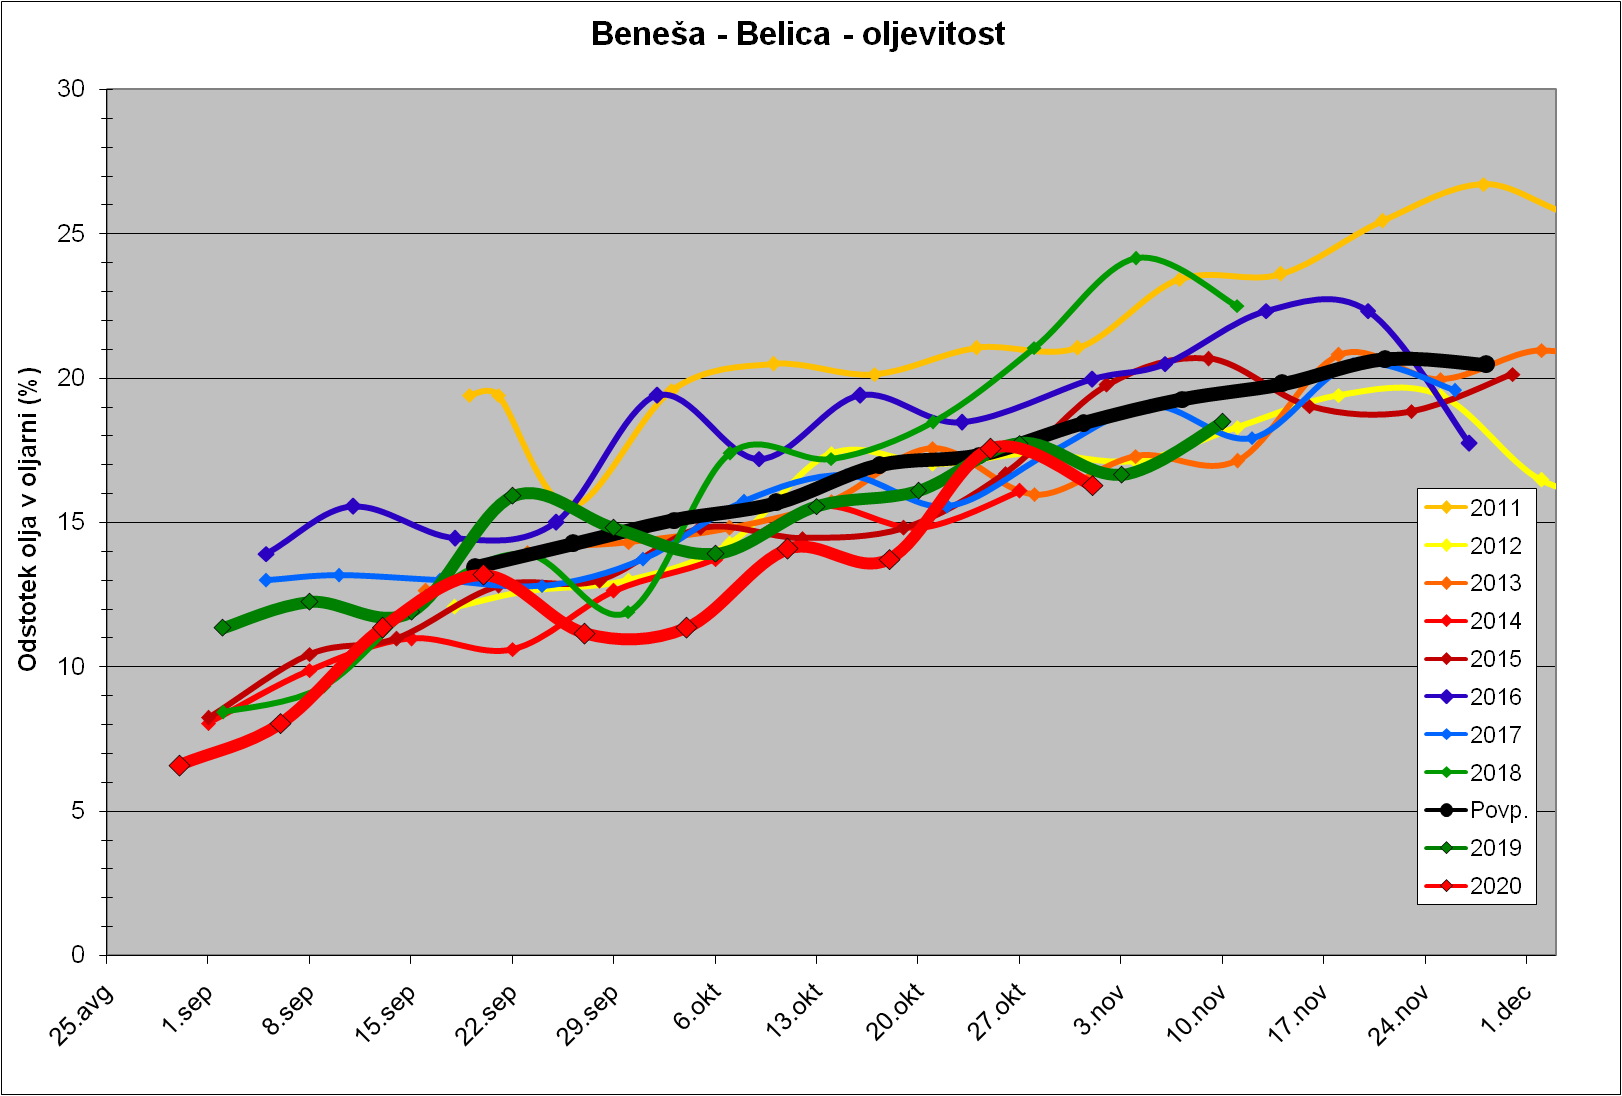 Beneša - Belica - oljevitost
Odstotek olja v oljarni (%)
30
25
20
15
10
5
0
25.avg
1.sep
8.sep
15.sep
22.sep
29.sep
6.okt
13.okt
20.okt
27.okt
3.nov
10.nov
17.nov
24.nov
1.dec
2011
2012
2013
2014
2015
2016
2017
2018
Povp.
2019
2020